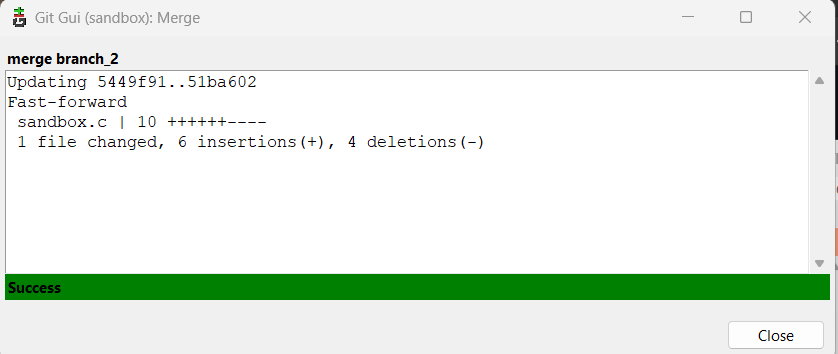 Git Gui (sandbox): Merge
merge branch_2
Updating 5449f91..51ba602
Fast-forward
 sandbox.c | 10 ++++++----
 1 file changed, 6 insertions(+), 4 deletions(-)
Success
Close